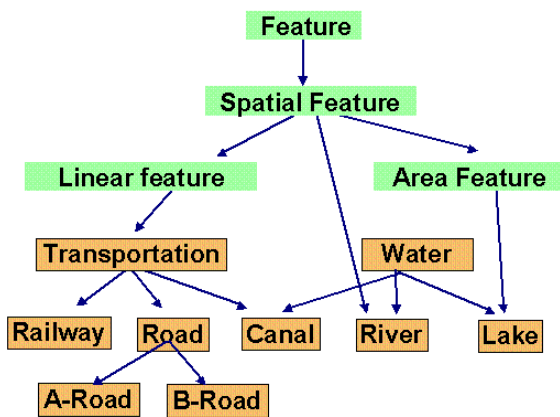 Feature
Spatial Feature
Linear feature
Area Feature
Transportation
Water
Railway
Road
Canal
River
Lake
A-Road
B-Road